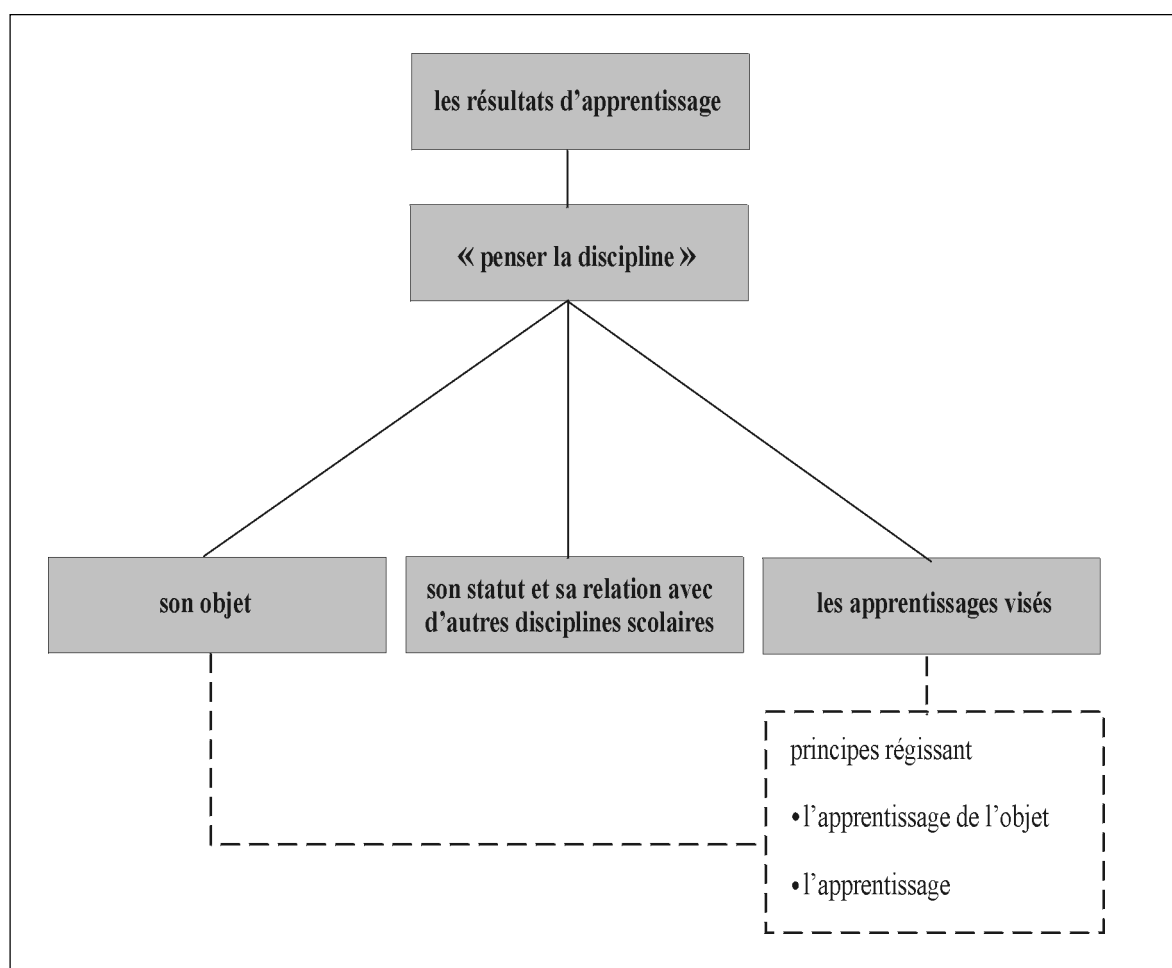 les résultats d’apprentissage
« penser la discipline »
son objet
son statut et sa relation avec
d’autres disciplines scolaires
les apprentissages visés
principes régissant
•l’apprentissage de l’objet
•l’apprentissage